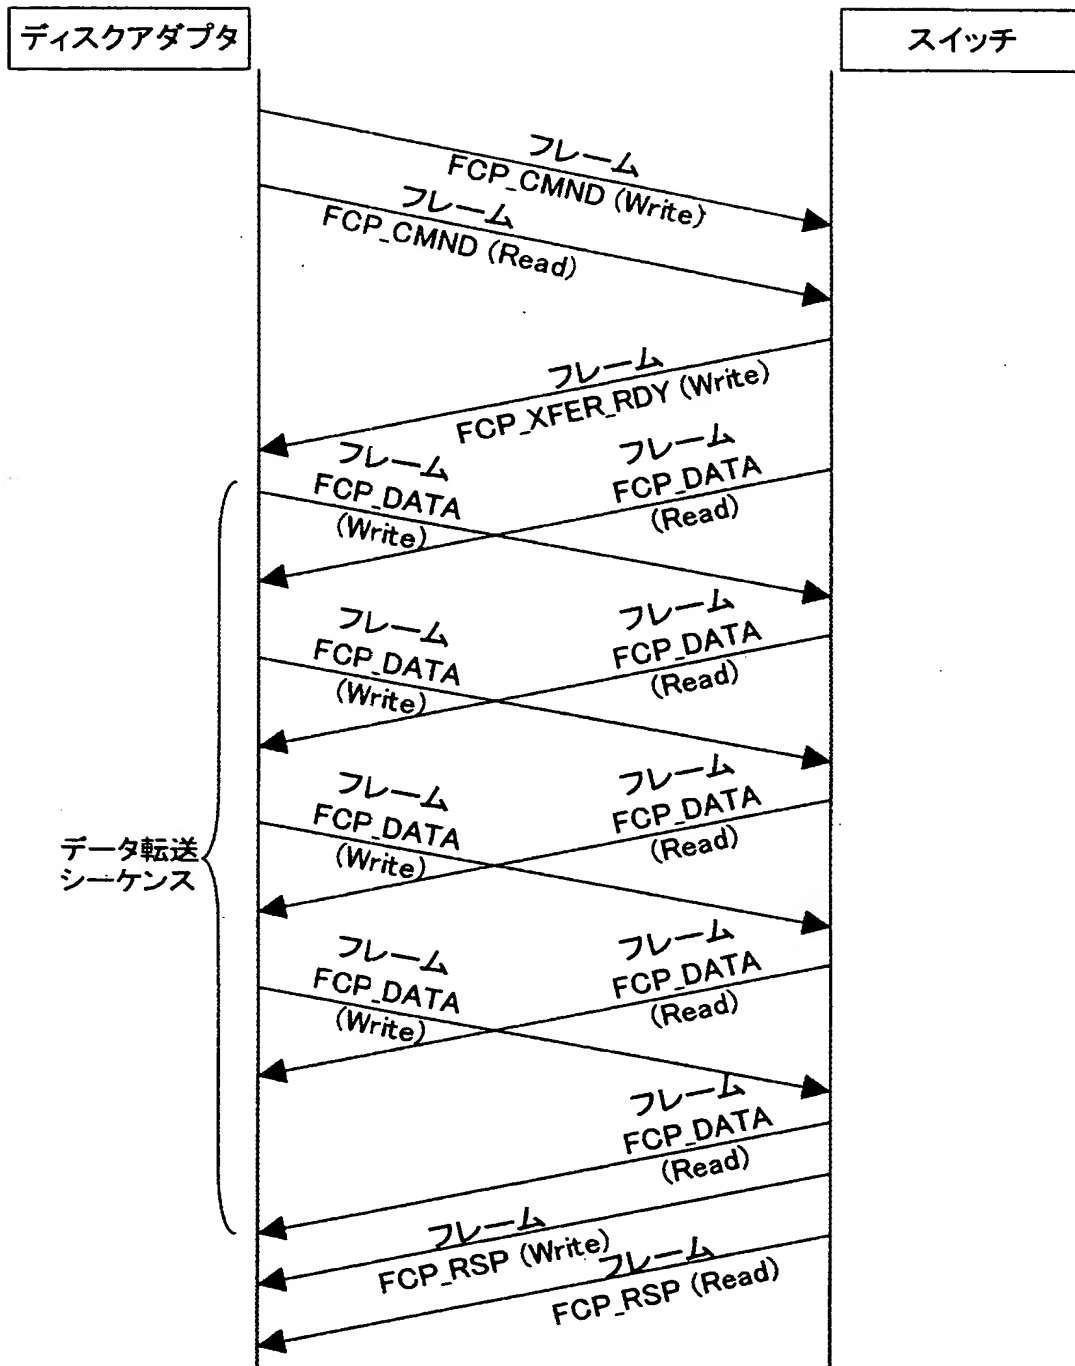 ディスクアダプタ
スイッチ
フレーム
FCP_CMND (Write)
フレーム
FCP_CMND (Read)
フレーム
FCP_XFER_RDY (Write)
フレーム
FCP_DATA
(Write)
フレーム
FCP_DATA
(Read)
フレーム
FCP_DATA
(Write)
フレーム
FCP_DATA
(Read)
フレーム
FCP_DATA
(Write)
フレーム
FCP_DATA
(Read)
データ転送
シーケンス
フレーム
FCP_DATA
(Write)
フレーム
FCP_DATA
(Read)
フレーム
FCP_DATA
(Read)
フレーム
FCP_RSP (Write)
フレーム
FCP_RSP (Read)